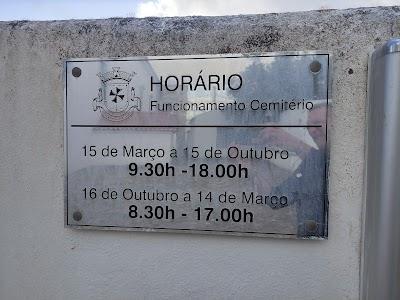 HORÁRIO
Funcionamento Cemitério
15 de Março a 15 de Outubro
9.30h -18.00h
16 de Outubro a 14 de Março
8.30h - 17.00h